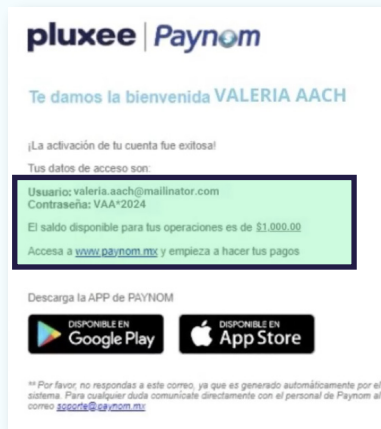 pluxee | Paynom
Te damos la bienvenida VALERIA AACH
¡La activación de tu cuenta fue exitosa!
Tus datos de acceso son:
Usuario: valeria.aach@mailinator.com
Contraseña: VAA*2024
El saldo disponible para tus operaciones es de $1,000.00
Accesa a www.paynom.mx y empieza a hacer tus pagos
Descarga la APP de PAYNOM
DISPONIBLE EN
Google Play
DISPONIBLE EN
App Store
** Por favor, no respondas a este correo, ya que es generado automáticamente por el
sistema. Para cualquier duda comunícate directamente con el personal de Paynom al
correo soporte@paynom.mx